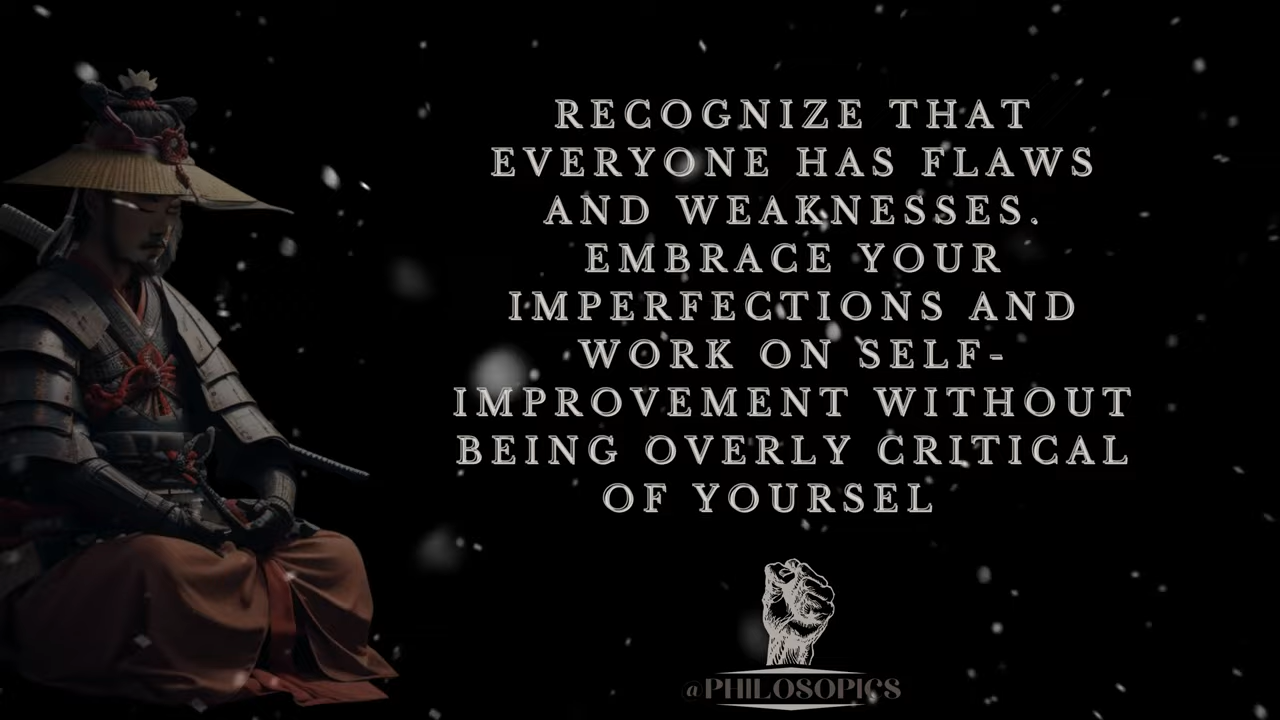 RECOGNIZE THAT
EVERYONE HAS FLAWS
AND WEAKNESSES.
EMBRACE YOUR
IMPERFECTIONS AND
WORK ON SELF-
IMPROVEMENT WITHOUT
BEING OVERLY CRITICAL
OF YOURSEL
@PHILOSOPICS